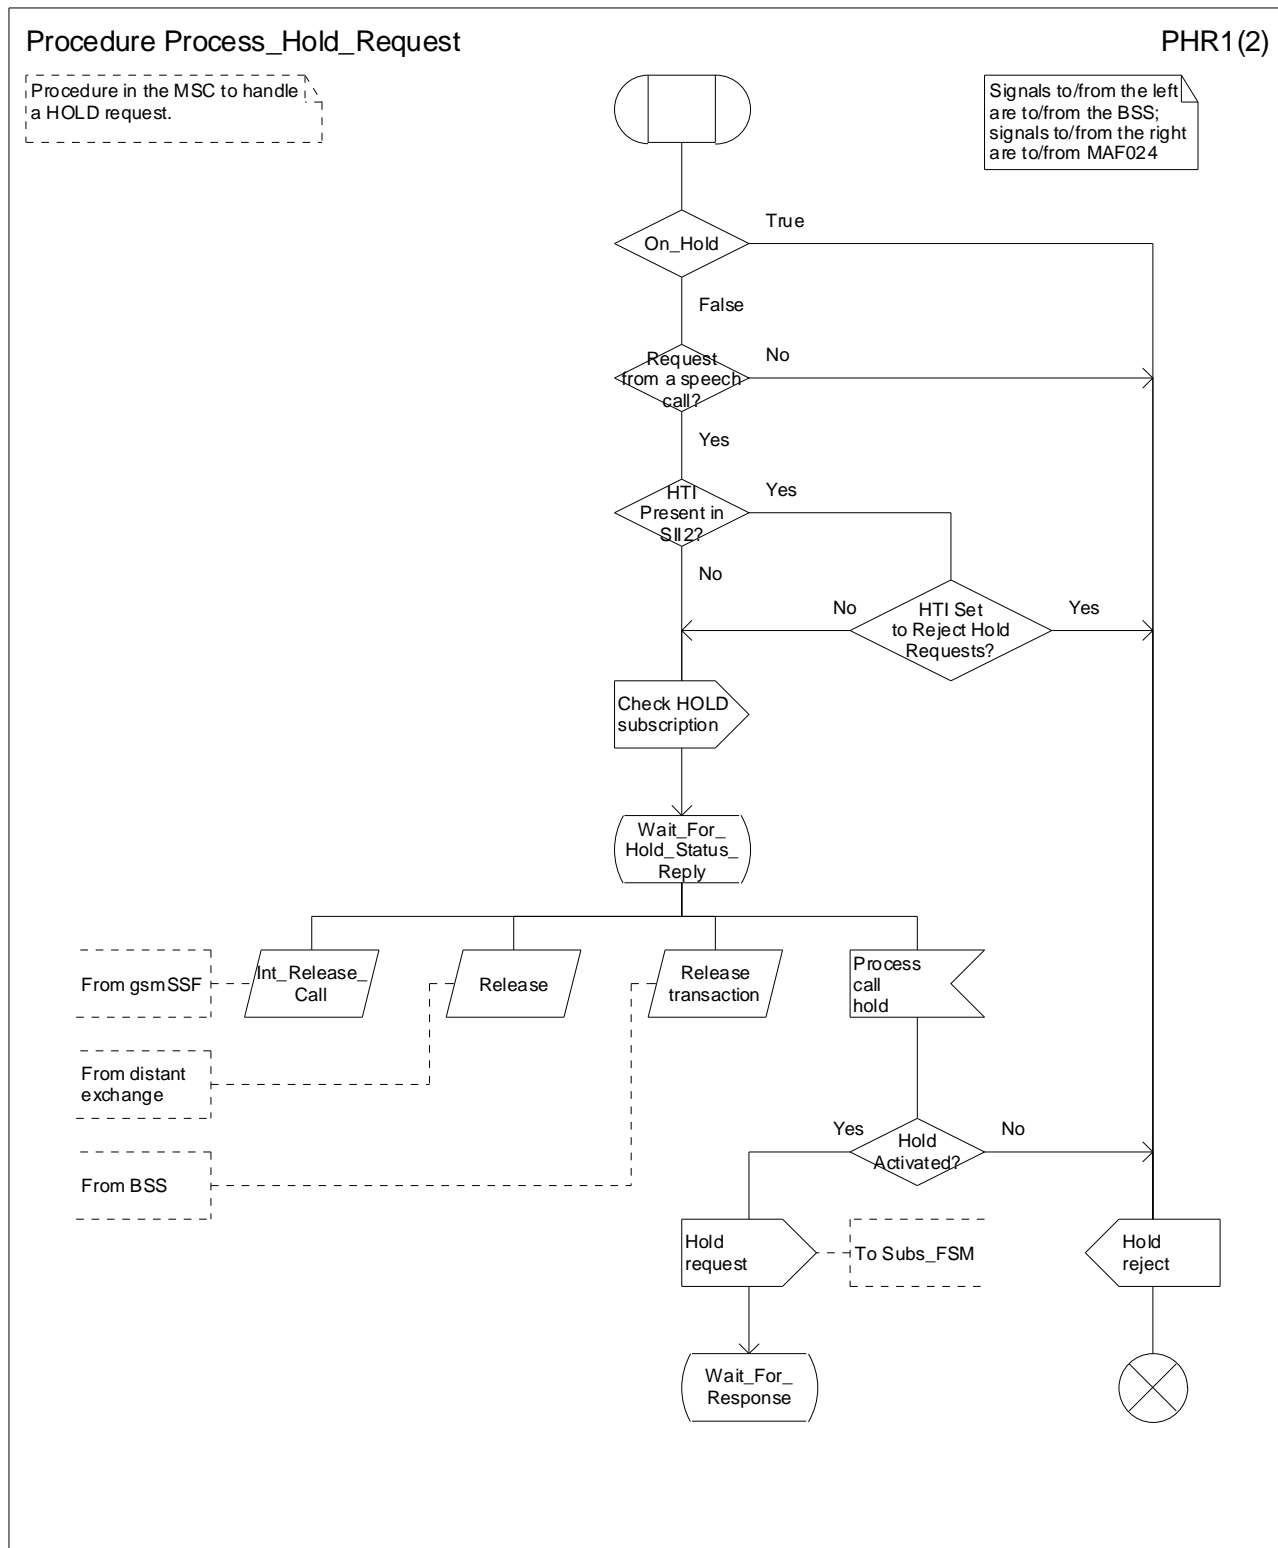 Procedure Process_Hold_Request
PHR1(2)
Procedure in the MSC to handle
a HOLD request.
Signals to/from the left
are to/from the BSS;
signals to/from the right
are to/from MAF024
On_Hold
True
False
Request
from a speech
call?
No
Yes
HTI
Present in
SII2?
Yes
No
HTI Set
to Reject Hold
Requests?
No
Yes
Check HOLD
subscription
Wait_For_
Hold_Status_
Reply
From gsmSSF
Int_Release_
Call
Release
Release
transaction
Process
call
hold
From distant
exchange
From BSS
Hold
Activated?
Yes
No
Hold
request
To Subs_FSM
Hold
reject
Wait_For_
Response